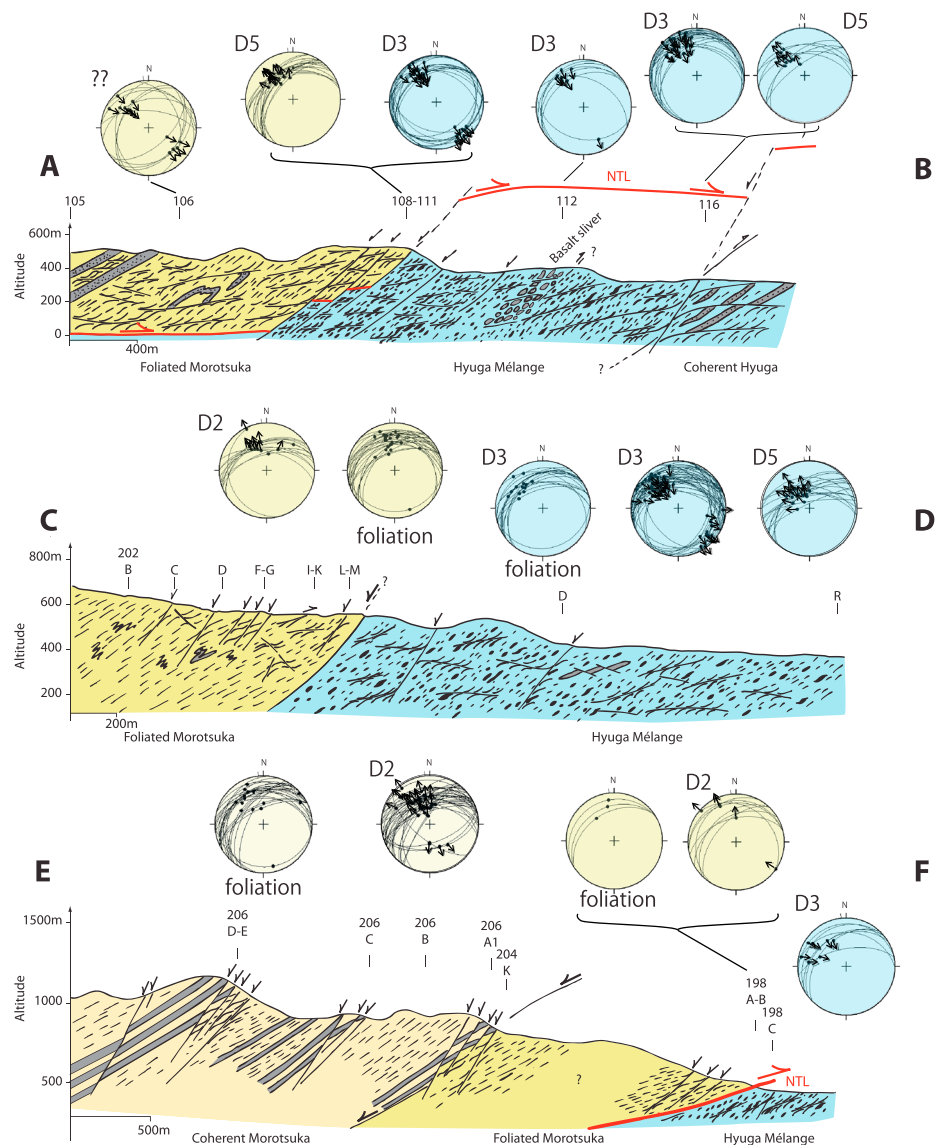 D3
D5
D5
D3
D3
??
N
N
N
N
N
N
A
B
NTL
105
106
108-111
112
116
600m
400
200
0
Altitude
Basalt sliver
?
?
400m
Foliated Morotsuka
Hyuga Mélange
Coherent Hyuga
D2
N
N
foliation
D3
N
foliation
D3
N
D5
N
C
D
800m
600
400
200
Altitude
202
B
C
D
F-G
I-K
L-M
?
D
R
200m
Foliated Morotsuka
Hyuga Mélange
N
foliation
D2
N
N
foliation
D2
N
D3
N
E
F
1500m
1000
500
Altitude
206
D-E
206
C
206
B
206
A1
204
K
198
A-B
198
C
?
NTL
500m
Coherent Morotsuka
Foliated Morotsuka
Hyuga Mélange